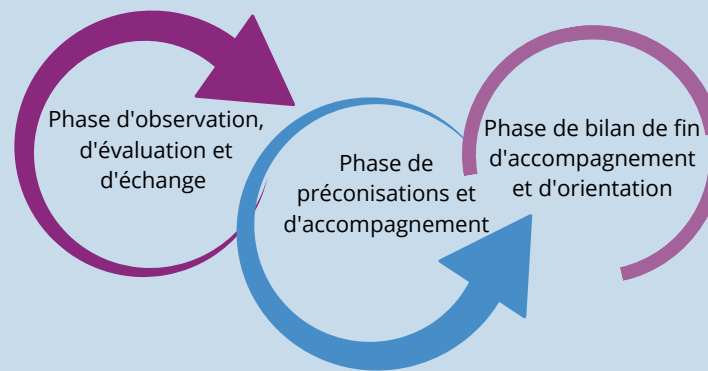 Phase d'observation,
d'évaluation et
d'échange
Phase de
préconisations et
d'accompagnement
Phase de bilan de fin
d'accompagnement
et d'orientation